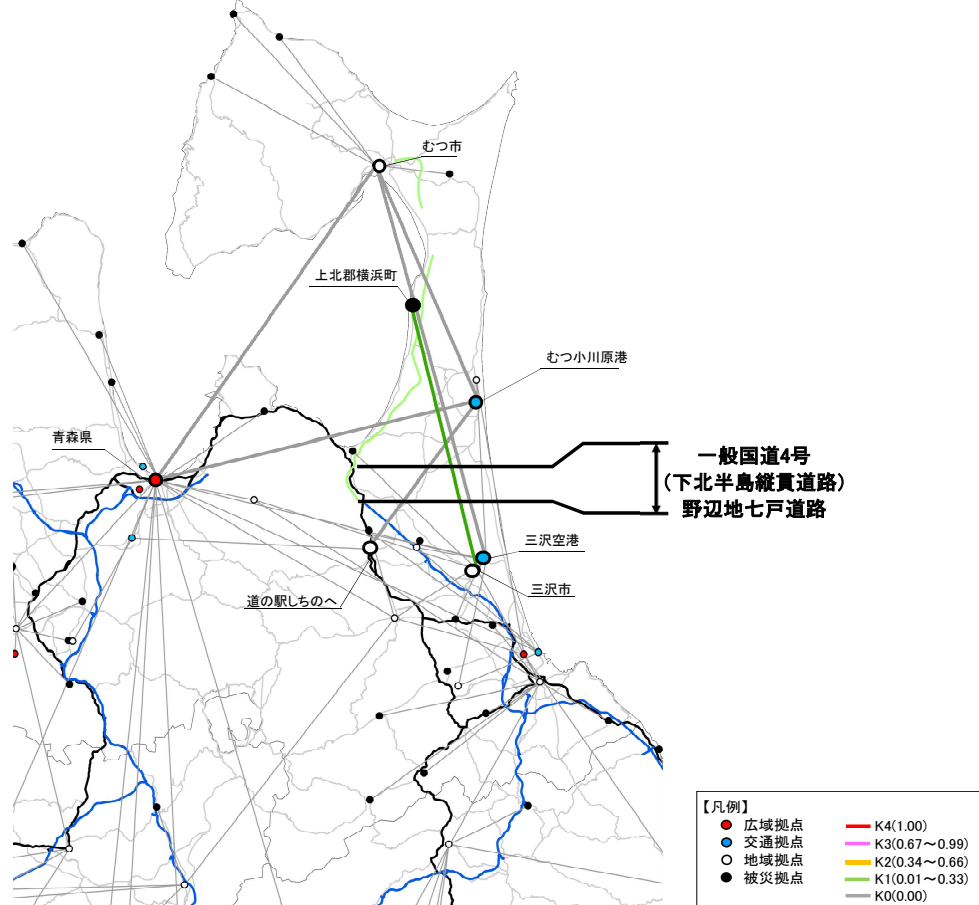 むつ市
上北郡横浜町
むつ小川原港
青森県
一般国道4号
(下北半島縦貫道路)
野辺地七戸道路
三沢空港
三沢市
道の駅しちのへ
【凡例】
広域拠点
交通拠点
地域拠点
被災拠点
K4(1.00)
K3(0.67～0.99)
K2(0.34～0.66)
K1(0.01～0.33)
K0(0.00)